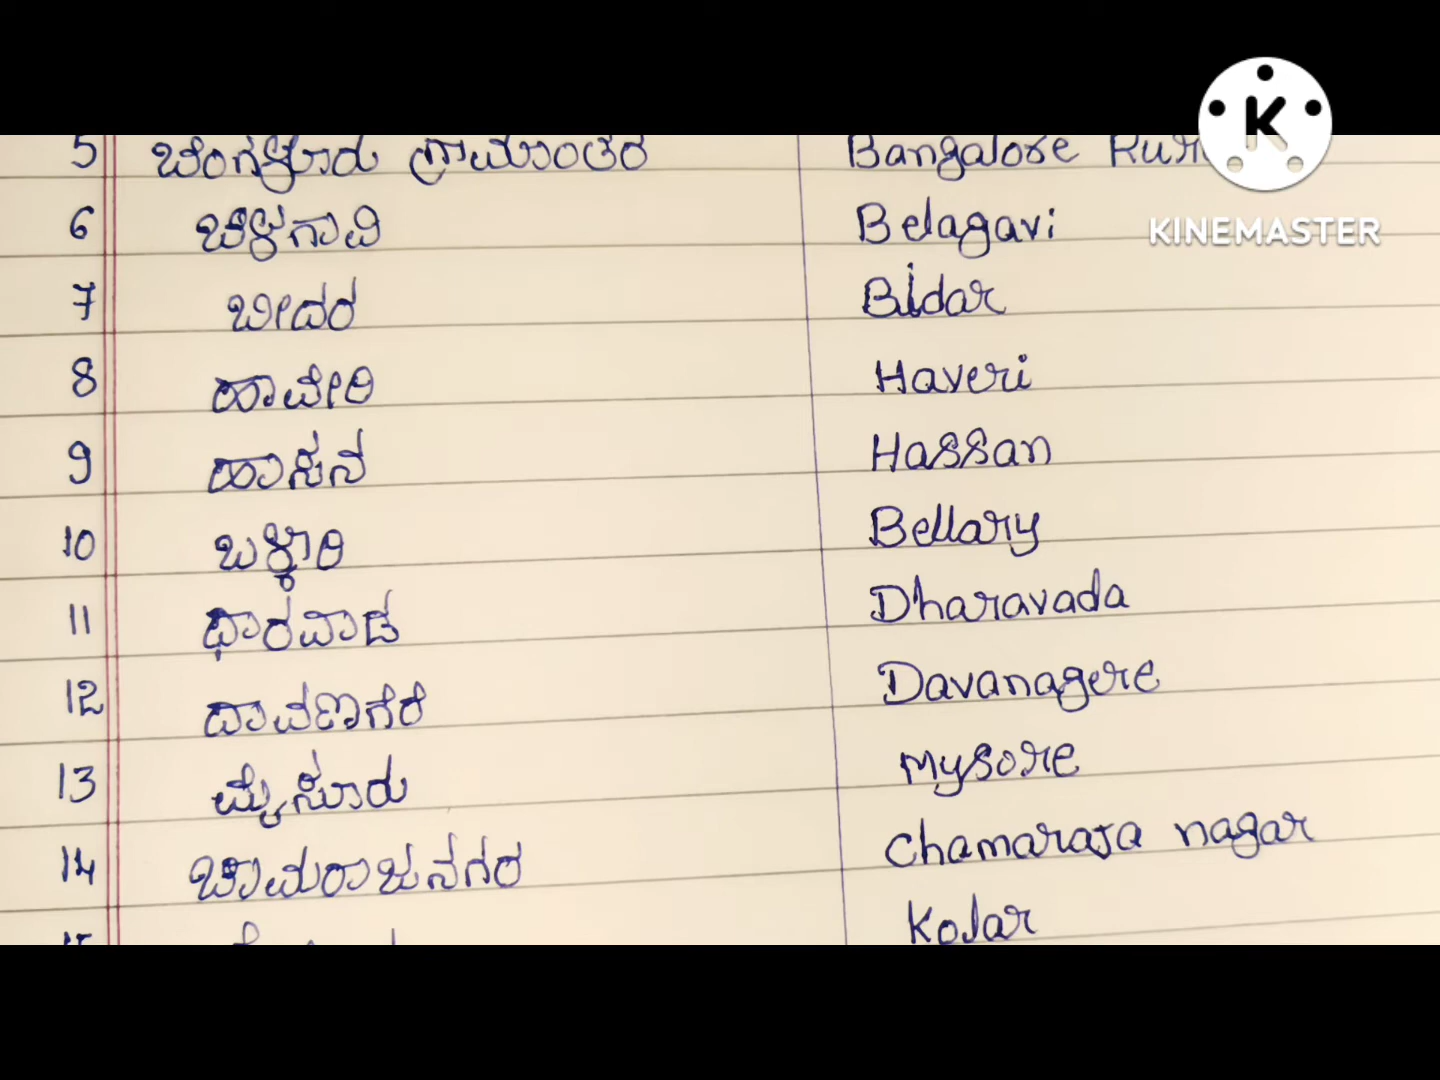 5 ಬೆಂಗಳೂರು ಗ್ರಾಮಾಂತರ Bangalore
KINEMASTER
6 ಬೆಳಗಾವಿ Belagavi
7 ಬೀದರ Bidar
8 ಹಾವೇರಿ Haveri
9 ಹಾಸನ Hassan
10 ಬಳ್ಳಾರಿ Bellary
11 ಧಾರವಾಡ Dharavada
12 ದಾವಣಗೆರೆ Davanagere
13 ಮೈಸೂರು Mysore
14 ಚಾಮರಾಜನಗರ Chamaraja nagar
Kolar